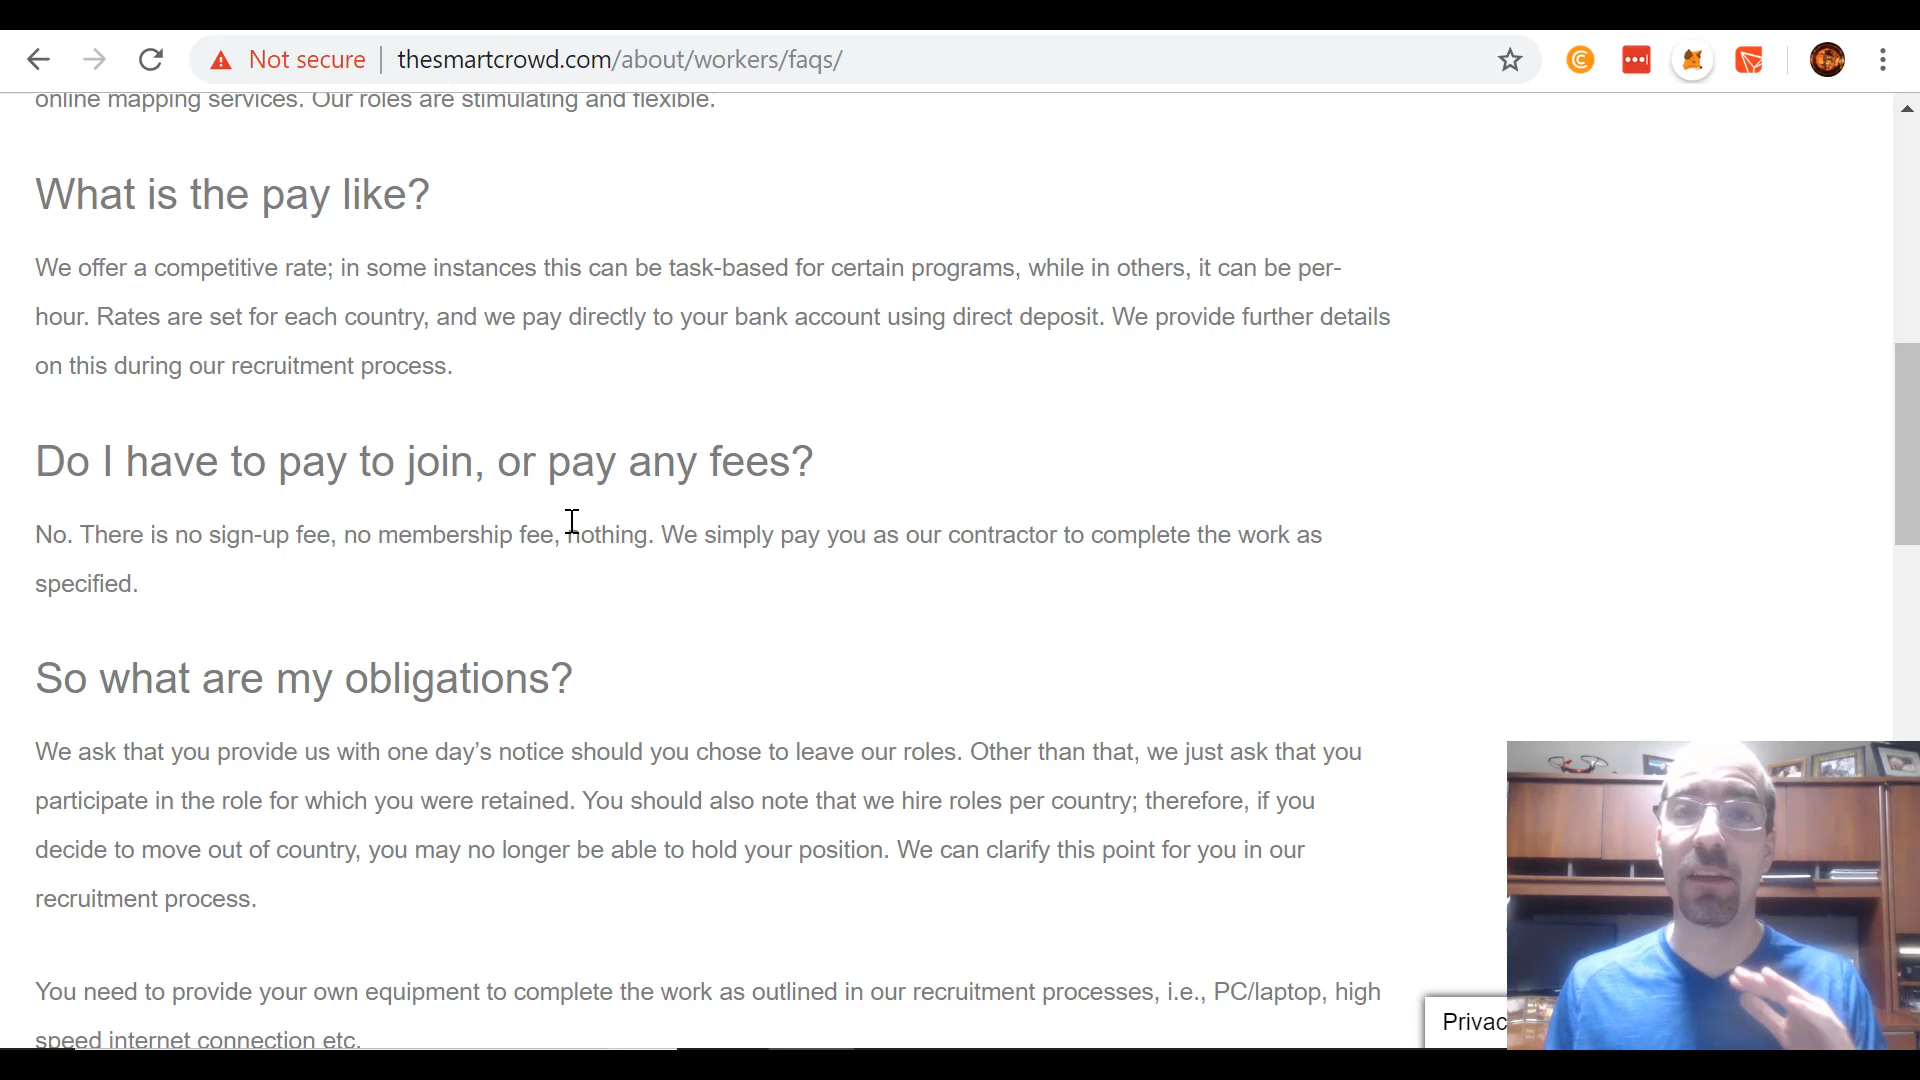 Not secure
thesmartcrowd.com/about/workers/faqs/
online mapping services. Our roles are stimulating and flexible.
What is the pay like?
We offer a competitive rate; in some instances this can be task-based for certain programs, while in others, it can be per-
hour. Rates are set for each country, and we pay directly to your bank account using direct deposit. We provide further details
on this during our recruitment process.
Do I have to pay to join, or pay any fees?
No. There is no sign-up fee, no membership fee, nothing. We simply pay you as our contractor to complete the work as
specified.
So what are my obligations?
We ask that you provide us with one day’s notice should you chose to leave our roles. Other than that, we just ask that you
participate in the role for which you were retained. You should also note that we hire roles per country; therefore, if you
decide to move out of country, you may no longer be able to hold your position. We can clarify this point for you in our
recruitment process.
You need to provide your own equipment to complete the work as outlined in our recruitment processes, i.e., PC/laptop, high
speed internet connection etc.
Privac